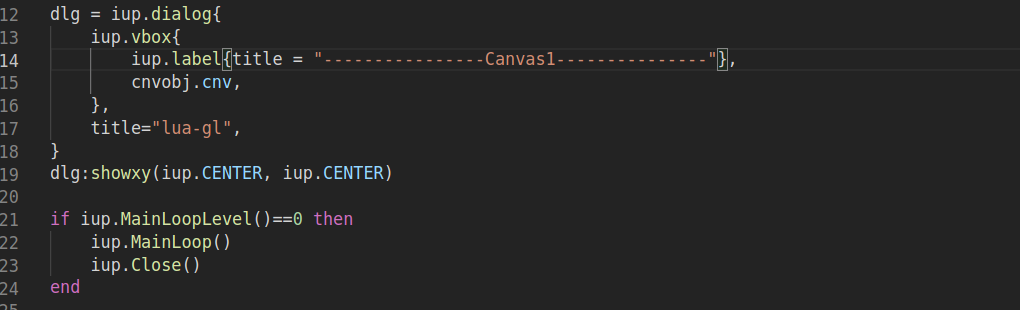 12 dlg = iup.dialog{
13     iup.vbox{
14         iup.label{title = "----------------Canvas1---------------"},
15         cnvobj.cnv,
16     },
17     title="lua-gl",
18 }
19 dlg:showxy(iup.CENTER, iup.CENTER)
20
21 if iup.MainLoopLevel()==0 then
22     iup.MainLoop()
23     iup.Close()
24 end
25